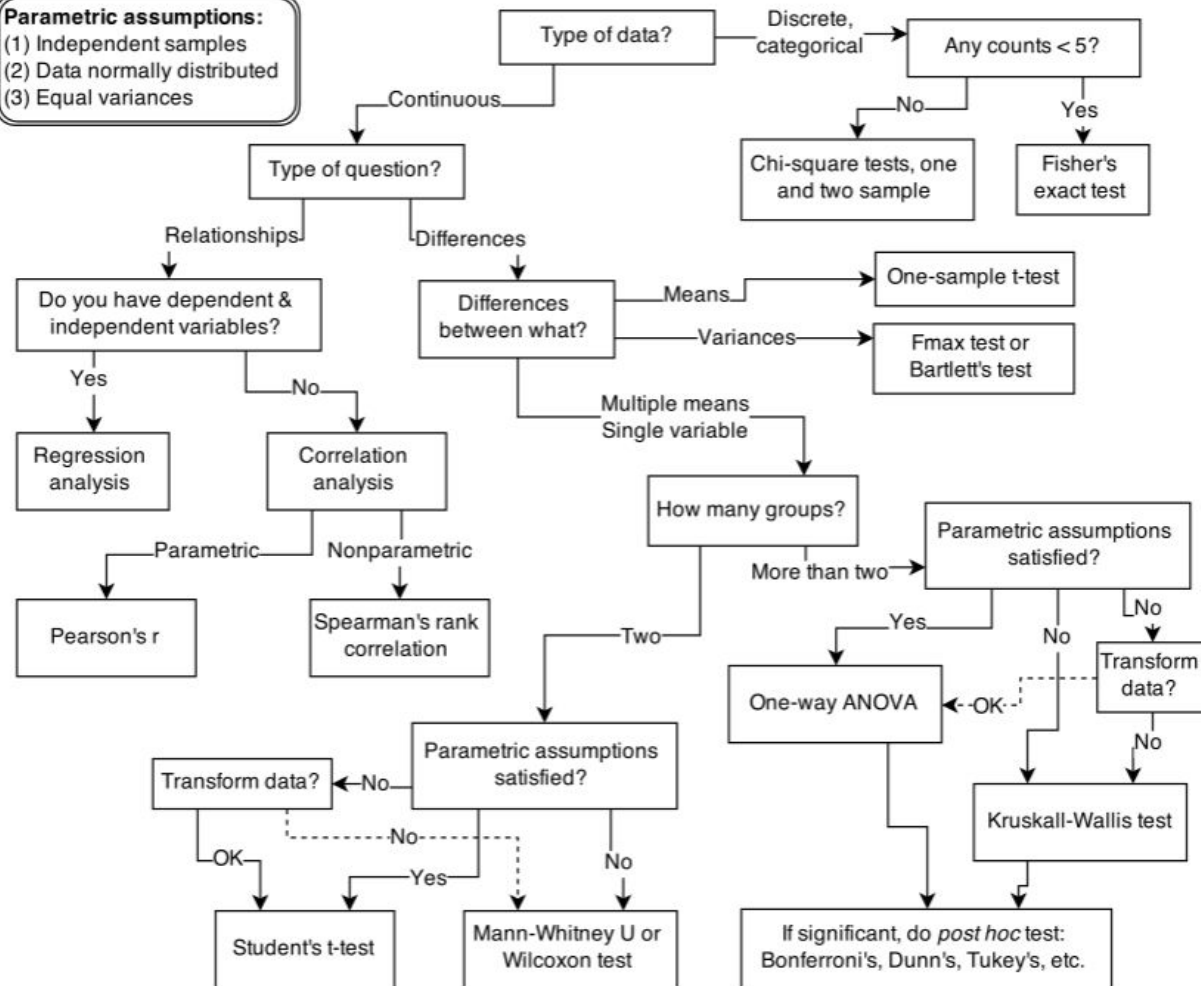 Parametric assumptions:
(1) Independent samples
(2) Data normally distributed
(3) Equal variances
Type of data?
Discrete,
categorical
Any counts < 5?
Continuous
No
Yes
Type of question?
Chi-square tests, one
and two sample
Fisher's
exact test
Relationships
Differences
Do you have dependent &
independent variables?
Differences
between what?
Means
One-sample t-test
Variances
Fmax test or
Bartlett's test
Yes
No
Multiple means
Single variable
Regression
analysis
Correlation
analysis
How many groups?
Parametric assumptions
satisfied?
Parametric
Nonparametric
More than two
Pearson's r
Spearman's rank
correlation
Two
Yes
No
No
Transform
data?
One-way ANOVA
OK
No
Parametric assumptions
satisfied?
Transform data?
No
Kruskall-Wallis test
No
OK
Yes
No
Student's t-test
Mann-Whitney U or
Wilcoxon test
If significant, do post hoc test:
Bonferroni's, Dunn's, Tukey's, etc.